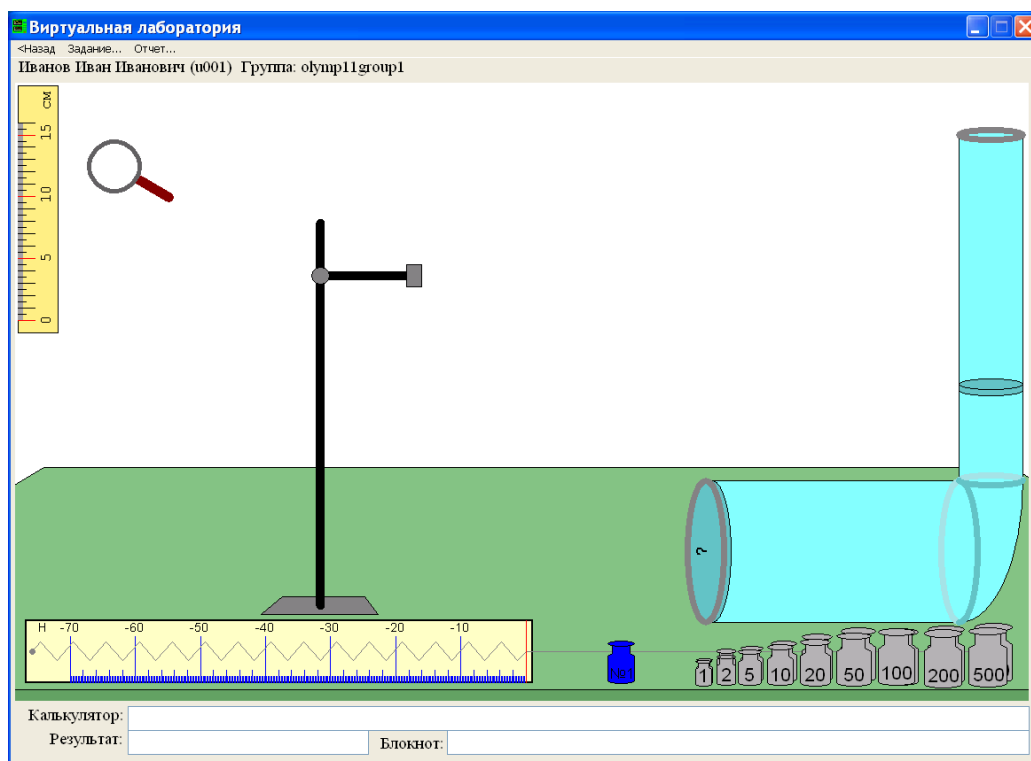 Виртуальная лаборатория
<Назад Задание... Отчет...
Иванов Иван Иванович (u001) Группа: olymp11group1
см
15
10
5
0
?
Н -70 -60 -50 -40 -30 -20 -10
№1
1 2 5 10 20 50 100 200 500
Калькулятор:
Результат: Блокнот: